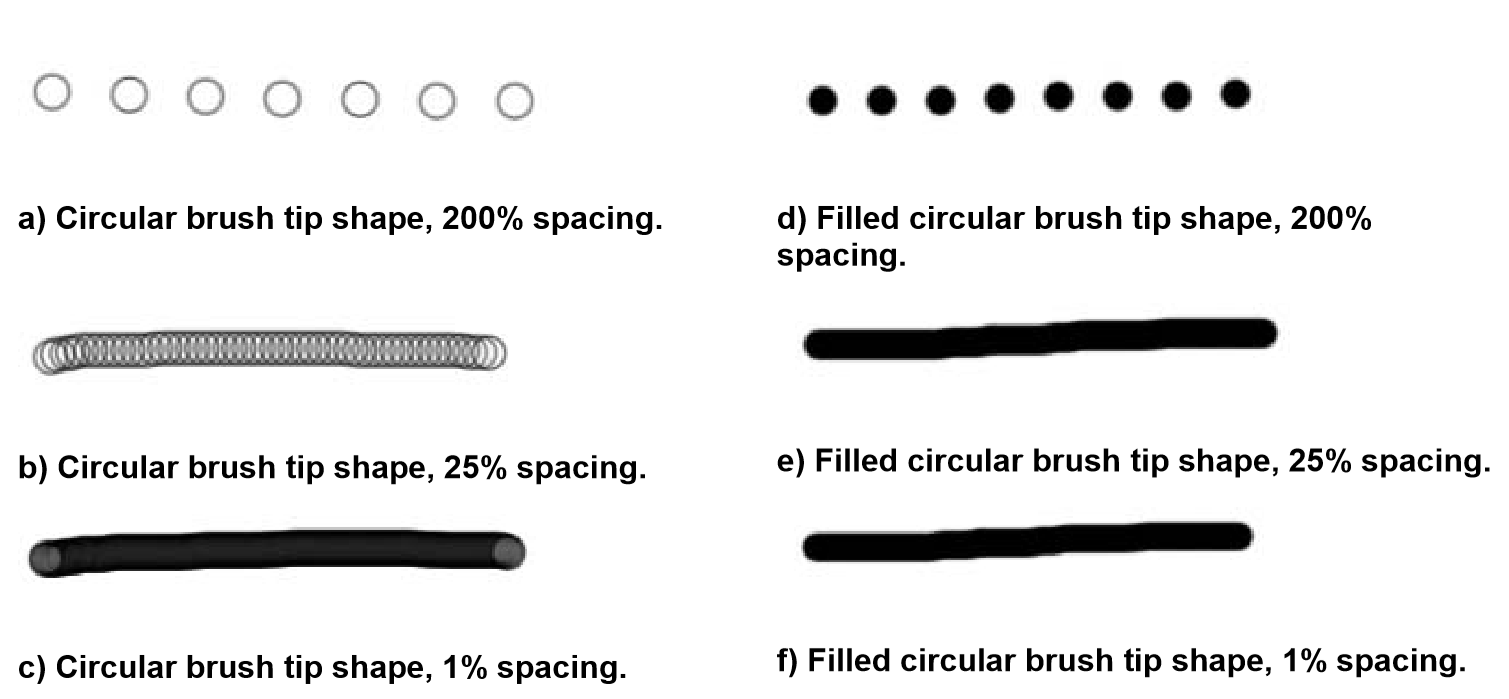 a) Circular brush tip shape, 200% spacing.
d) Filled circular brush tip shape, 200%
spacing.
b) Circular brush tip shape, 25% spacing.
e) Filled circular brush tip shape, 25% spacing.
c) Circular brush tip shape, 1% spacing.
f) Filled circular brush tip shape, 1% spacing.